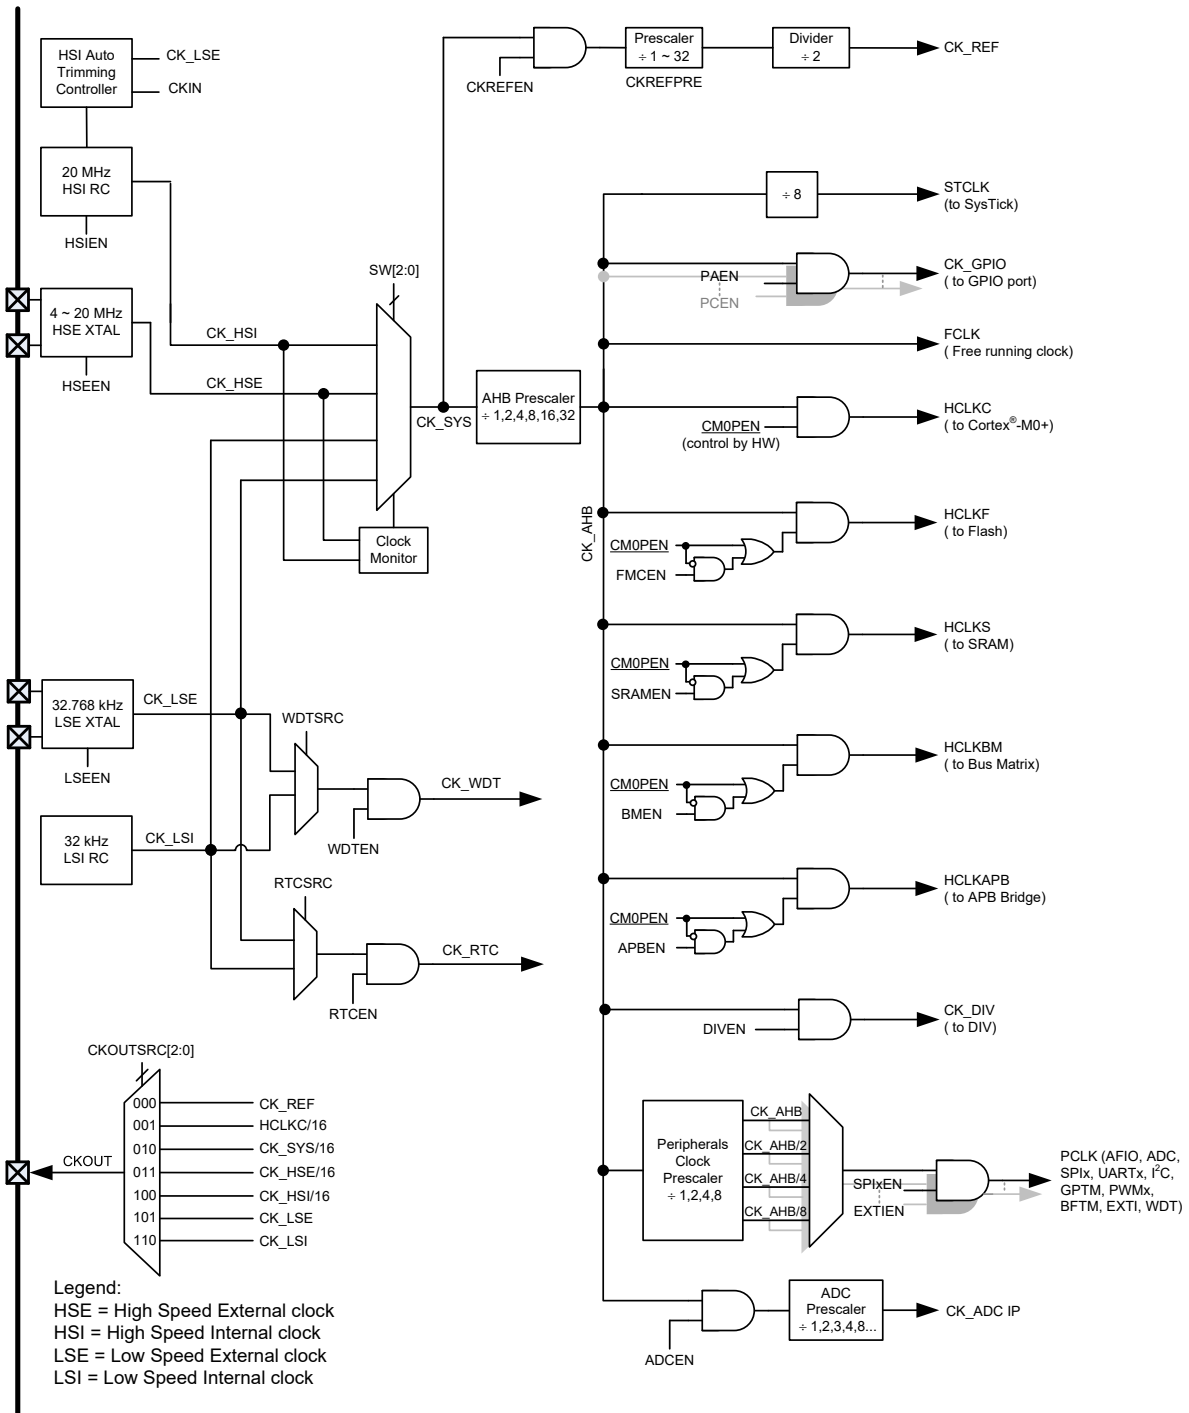 HSI Auto
Trimming
Controller
CK_LSE
CKIN
20 MHz
HSI RC
HSIEN
4 ~ 20 MHz
HSE XTAL
HSEEN
CK_HSI
CK_HSE
SW[2:0]
CK_SYS
Clock
Monitor
AHB Prescaler
÷ 1,2,4,8,16,32
CKREFEN
Prescaler
÷ 1 ~ 32
CKREFPRE
Divider
÷ 2
CK_REF
÷ 8
STCLK
(to SysTick)
PAEN
PCEN
CK_GPIO
( to GPIO port)
FCLK
( Free running clock)
CM0PEN
(control by HW)
HCLKC
( to Cortex®-M0+)
CK_AHB
CM0PEN
FMCEN
HCLKF
( to Flash)
CM0PEN
SRAMEN
HCLKS
( to SRAM)
CM0PEN
BMEN
HCLKBM
( to Bus Matrix)
CM0PEN
APBEN
HCLKAPB
( to APB Bridge)
DIVEN
CK_DIV
( to DIV)
32.768 kHz
LSE XTAL
LSEEN
CK_LSE
32 kHz
LSI RC
CK_LSI
WDTSRC
WDTEN
CK_WDT
RTCSRC
RTCEN
CK_RTC
CKOUTSRC[2:0]
CKOUT
000 CK_REF
001 HCLKC/16
010 CK_SYS/16
011 CK_HSE/16
100 CK_HSI/16
101 CK_LSE
110 CK_LSI
Peripherals
Clock
Prescaler
÷ 1,2,4,8
CK_AHB
CK_AHB/2
CK_AHB/4
CK_AHB/8
SPIxEN
EXTIEN
PCLK (AFIO, ADC,
SPIx, UARTx, I²C,
GPTM, PWMx,
BFTM, EXTI, WDT)
ADCEN
ADC
Prescaler
÷ 1,2,3,4,8...
CK_ADC IP
Legend:
HSE = High Speed External clock
HSI = High Speed Internal clock
LSE = Low Speed External clock
LSI = Low Speed Internal clock